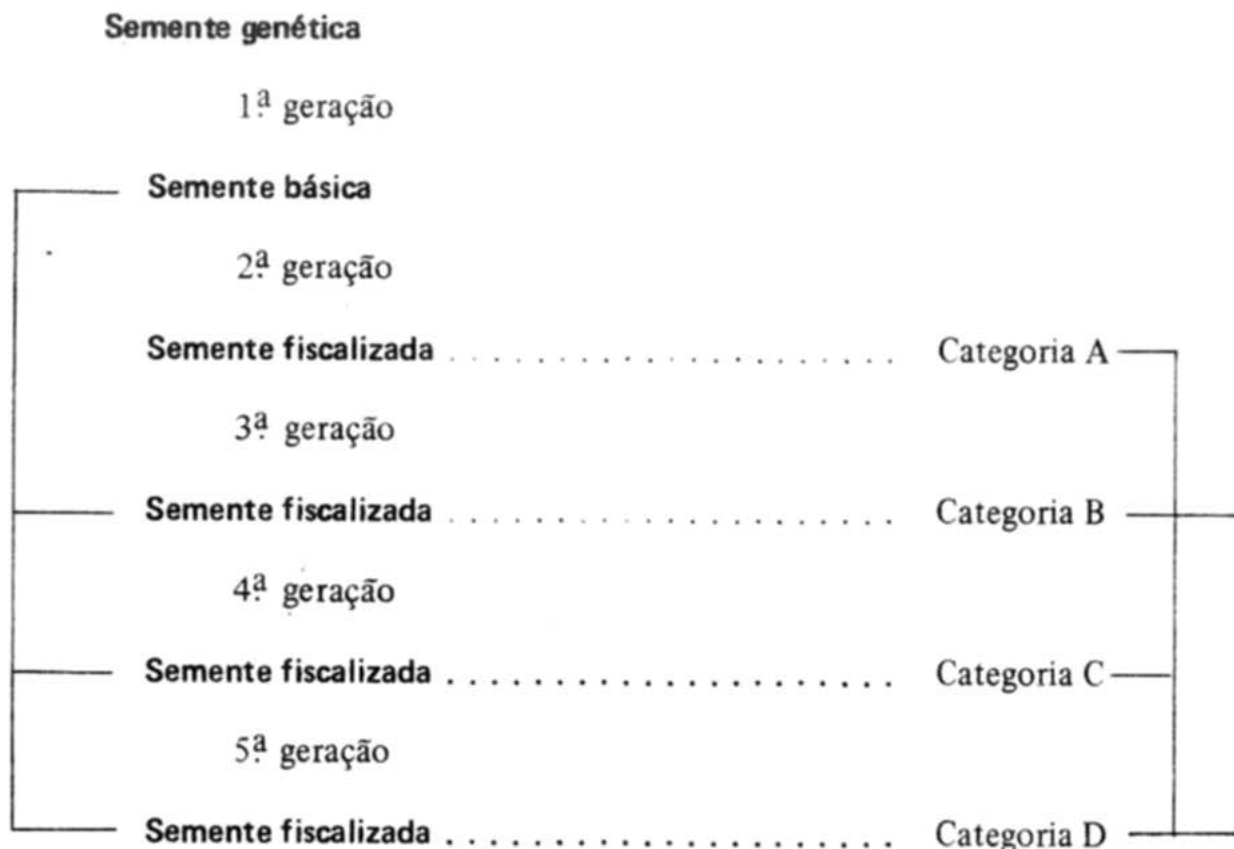 Semente genética
1ª geração
Semente básica
2ª geração
Semente fiscalizada . . . . . . . . . . . . . . . . . . Categoria A
3ª geração
Semente fiscalizada . . . . . . . . . . . . . . . . . . Categoria B
4ª geração
Semente fiscalizada . . . . . . . . . . . . . . . . . . Categoria C
5ª geração
Semente fiscalizada . . . . . . . . . . . . . . . . . . Categoria D